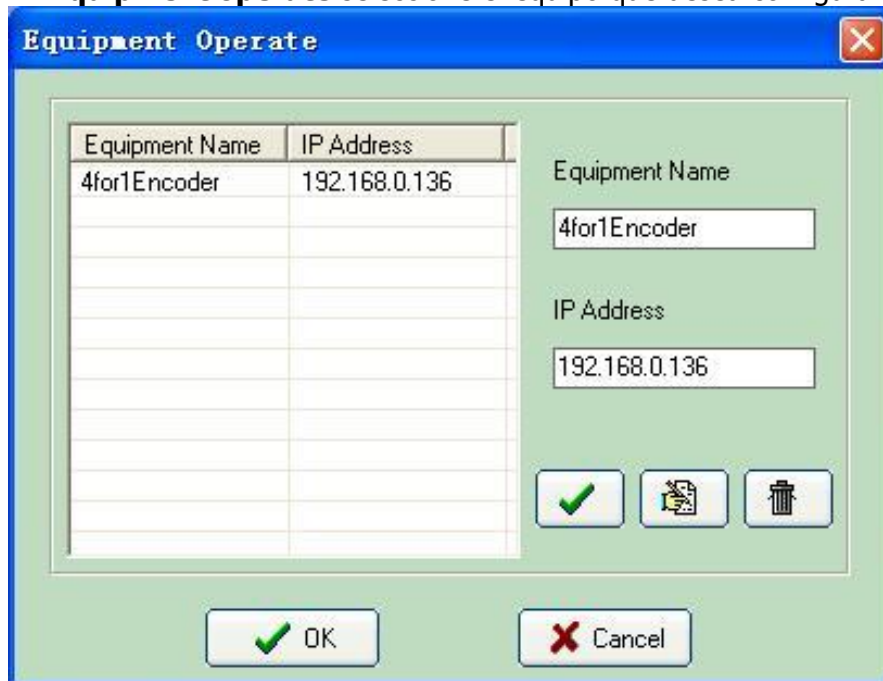 Equipment Operate
Equipment Name IP Address
4for1Encoder 192.168.0.136
Equipment Name
4for1Encoder
IP Address
192.168.0.136
OK Cancel